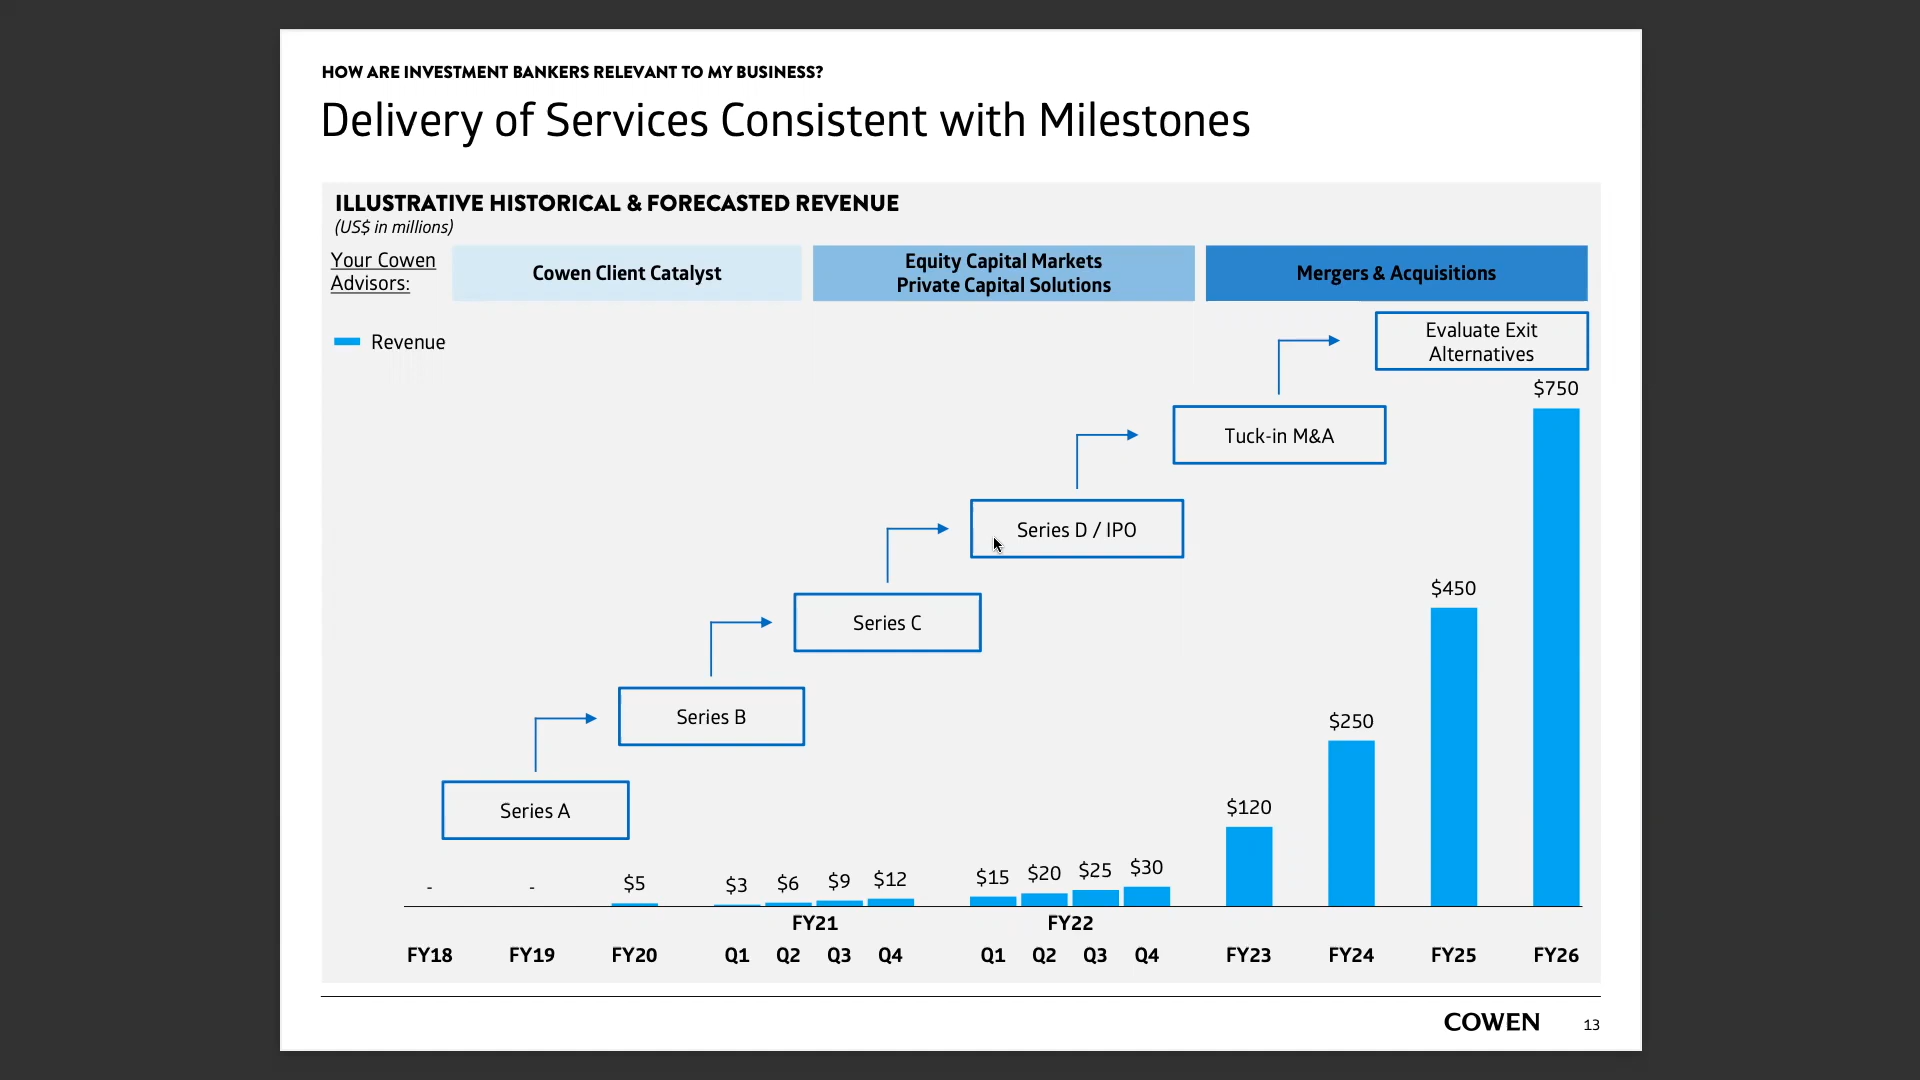 HOW ARE INVESTMENT BANKERS RELEVANT TO MY BUSINESS?
Delivery of Services Consistent with Milestones
ILLUSTRATIVE HISTORICAL & FORECASTED REVENUE
(US$ in millions)
Your Cowen
Advisors:
Cowen Client Catalyst
Equity Capital Markets
Private Capital Solutions
Mergers & Acquisitions
Revenue
Evaluate Exit
Alternatives
Tuck-in M&A
Series D / IPO
Series C
Series B
Series A
- - $5 $3 $6 $9 $12 $15 $20 $25 $30 $120 $250 $450 $750
FY21 FY22
FY18 FY19 FY20 Q1 Q2 Q3 Q4 Q1 Q2 Q3 Q4 FY23 FY24 FY25 FY26
COWEN 13